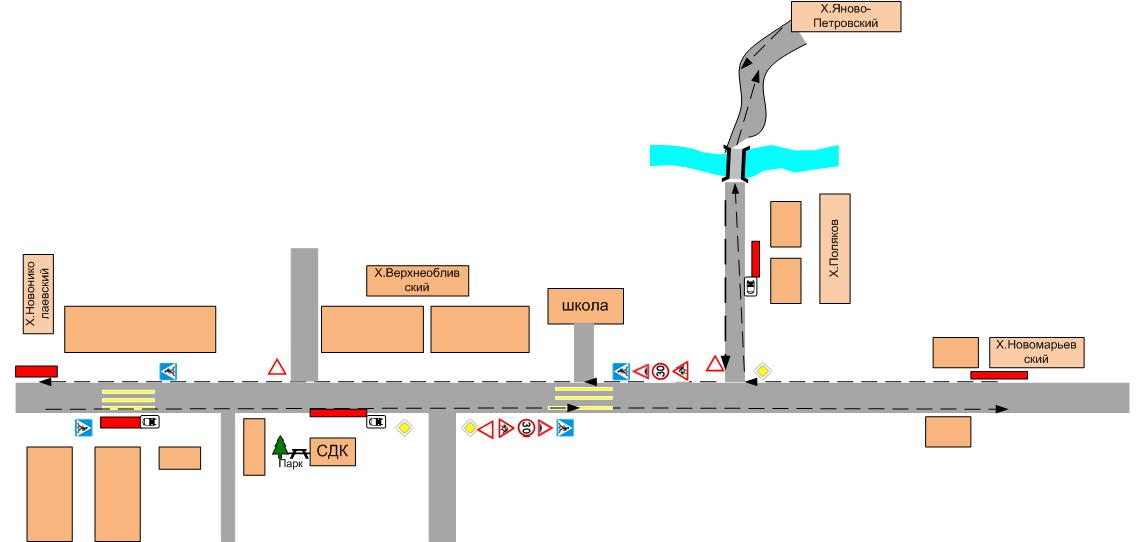 Х.Яново-
Петровский
Х.Поляков
Х.Новонико
лаевский
Х.Верхнеоблив
ский
школа
Х.Новомарьев
ский
30
30
СДК
Парк